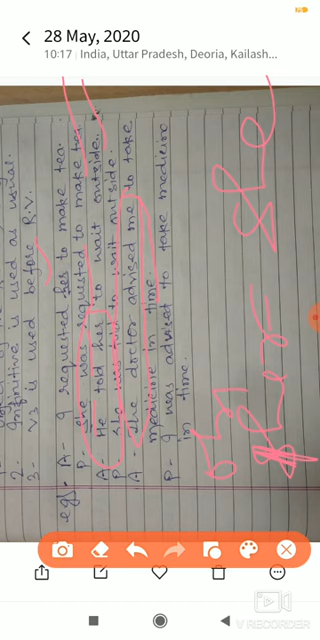 28 May, 2020
10:17 | India, Uttar Pradesh, Deoria, Kailash...
2. Infinitive is used as usual.
3- V3 is used before R.V.
eg:- A- I requested her to make tea.
P- She was requested to make tea.
A- He told her to wait outside.
P- She was told to wait outside.
A- The doctor advised me to take
medicine in time.
P- I was advised to take medicine
in time.
she
V RECORDER